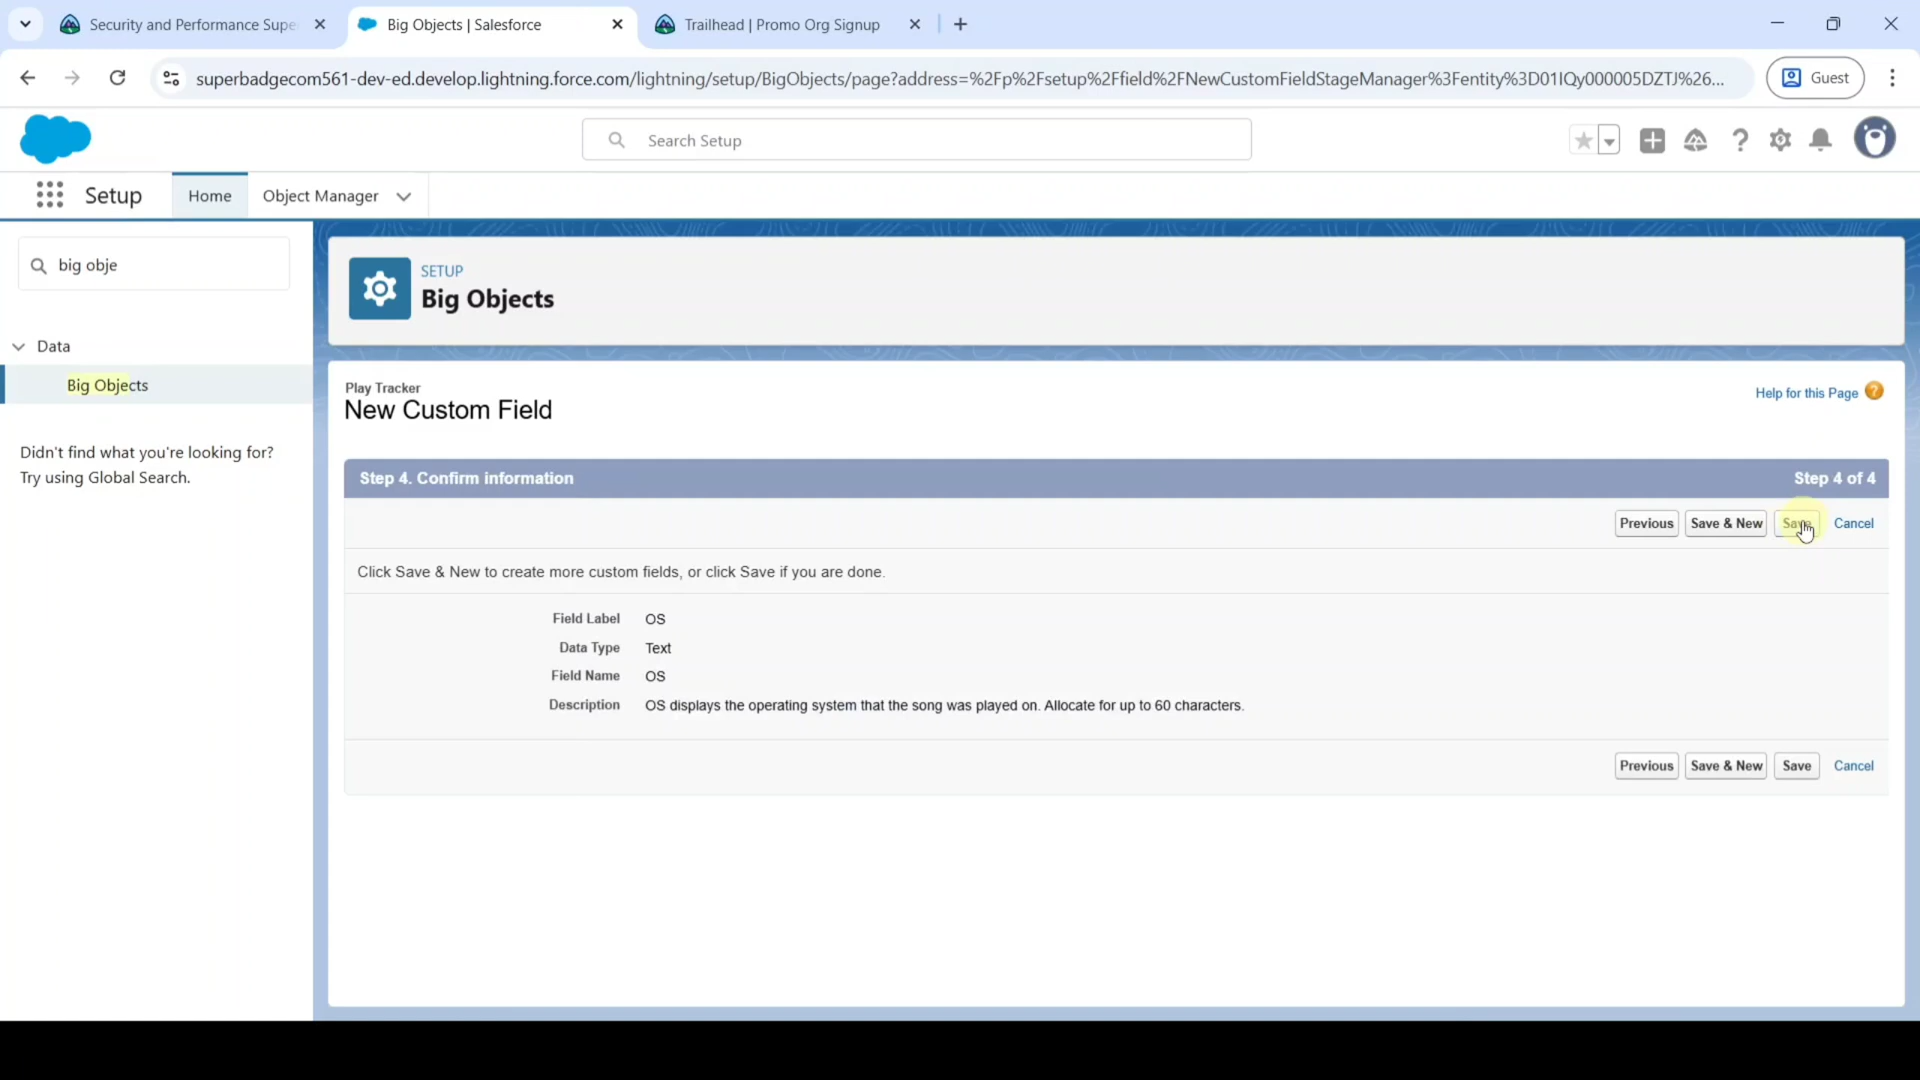 Security and Performance Supe
Big Objects | Salesforce
Trailhead | Promo Org Signup
superbadgecom561-dev-ed.develop.lightning.force.com/lightning/setup/BigObjects/page?address=%2Fp%2Fsetup%2Ffield%2FNewCustomFieldStageManager%3Fentity%3D01IQy000005DZTJ%26...
Guest
Search Setup
Setup
Home
Object Manager
big obje
SETUP
Big Objects
Data
Big Objects
Didn't find what you're looking for?
Try using Global Search.
Play Tracker
New Custom Field
Help for this Page
Step 4. Confirm information
Step 4 of 4
Previous
Save & New
Save
Cancel
Click Save & New to create more custom fields, or click Save if you are done.
Field Label OS
Data Type Text
Field Name OS
Description OS displays the operating system that the song was played on. Allocate for up to 60 characters.
Previous
Save & New
Save
Cancel